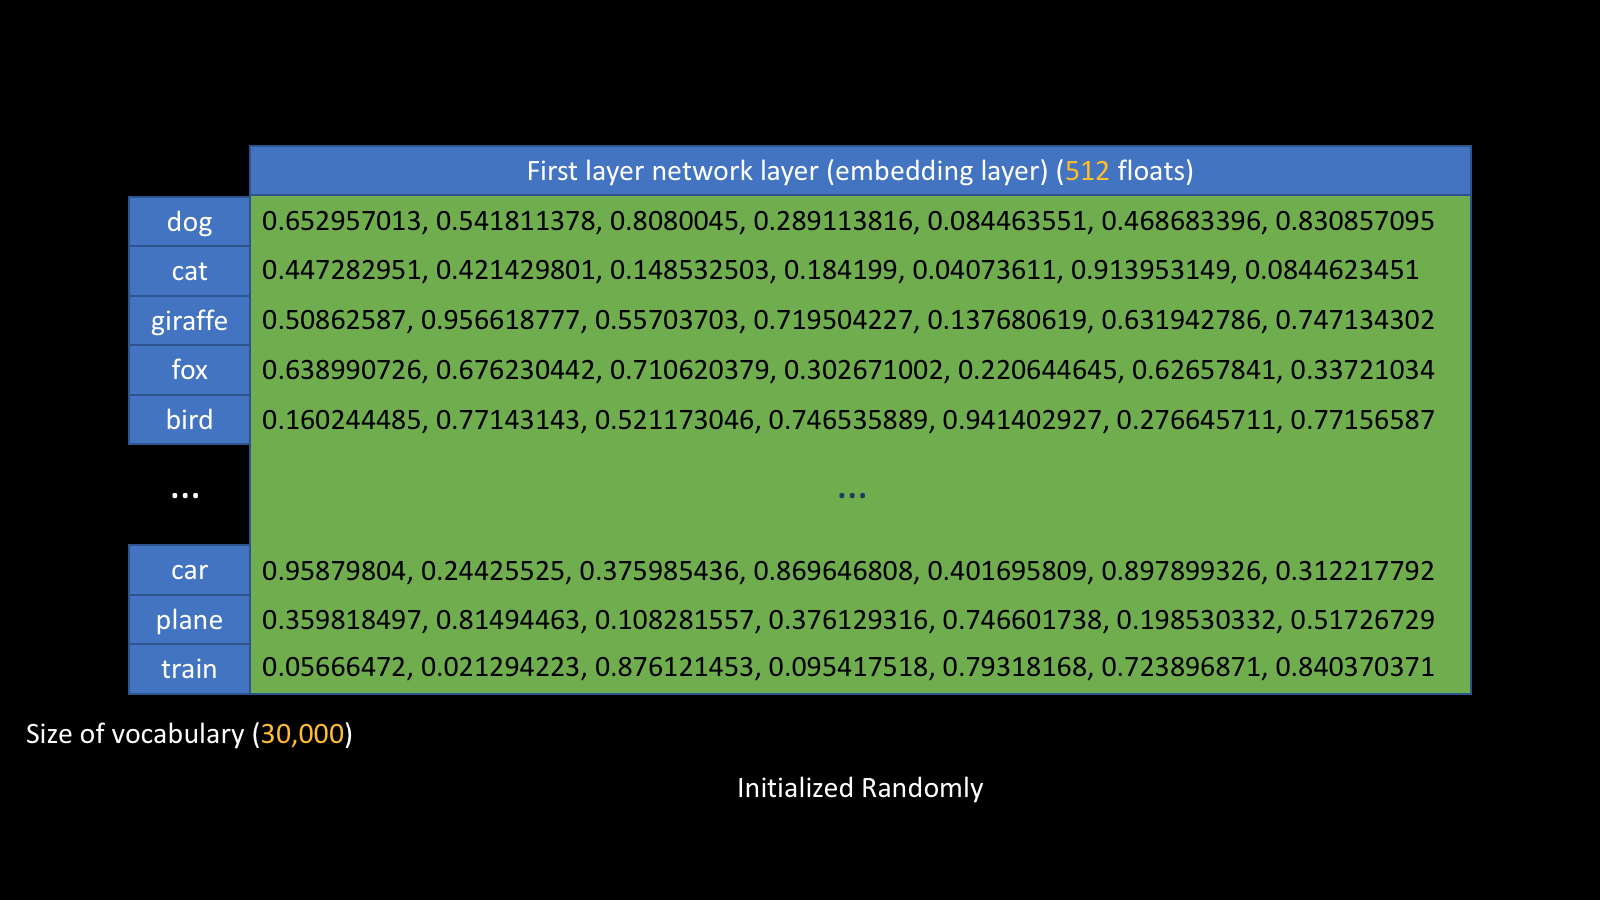 First layer network layer (embedding layer) (512 floats)
dog 0.652957013, 0.541811378, 0.8080045, 0.289113816, 0.084463551, 0.468683396, 0.830857095
cat 0.447282951, 0.421429801, 0.148532503, 0.184199, 0.04073611, 0.913953149, 0.0844623451
giraffe 0.50862587, 0.956618777, 0.55703703, 0.719504227, 0.137680619, 0.631942786, 0.747134302
fox 0.638990726, 0.676230442, 0.710620379, 0.302671002, 0.220644645, 0.62657841, 0.33721034
bird 0.160244485, 0.77143143, 0.521173046, 0.746535889, 0.941402927, 0.276645711, 0.77156587
... ...
car 0.95879804, 0.24425525, 0.375985436, 0.869646808, 0.401695809, 0.897899326, 0.312217792
plane 0.359818497, 0.81494463, 0.108281557, 0.376129316, 0.746601738, 0.198530332, 0.51726729
train 0.05666472, 0.021294223, 0.876121453, 0.095417518, 0.79318168, 0.723896871, 0.840370371
Size of vocabulary (30,000)
Initialized Randomly